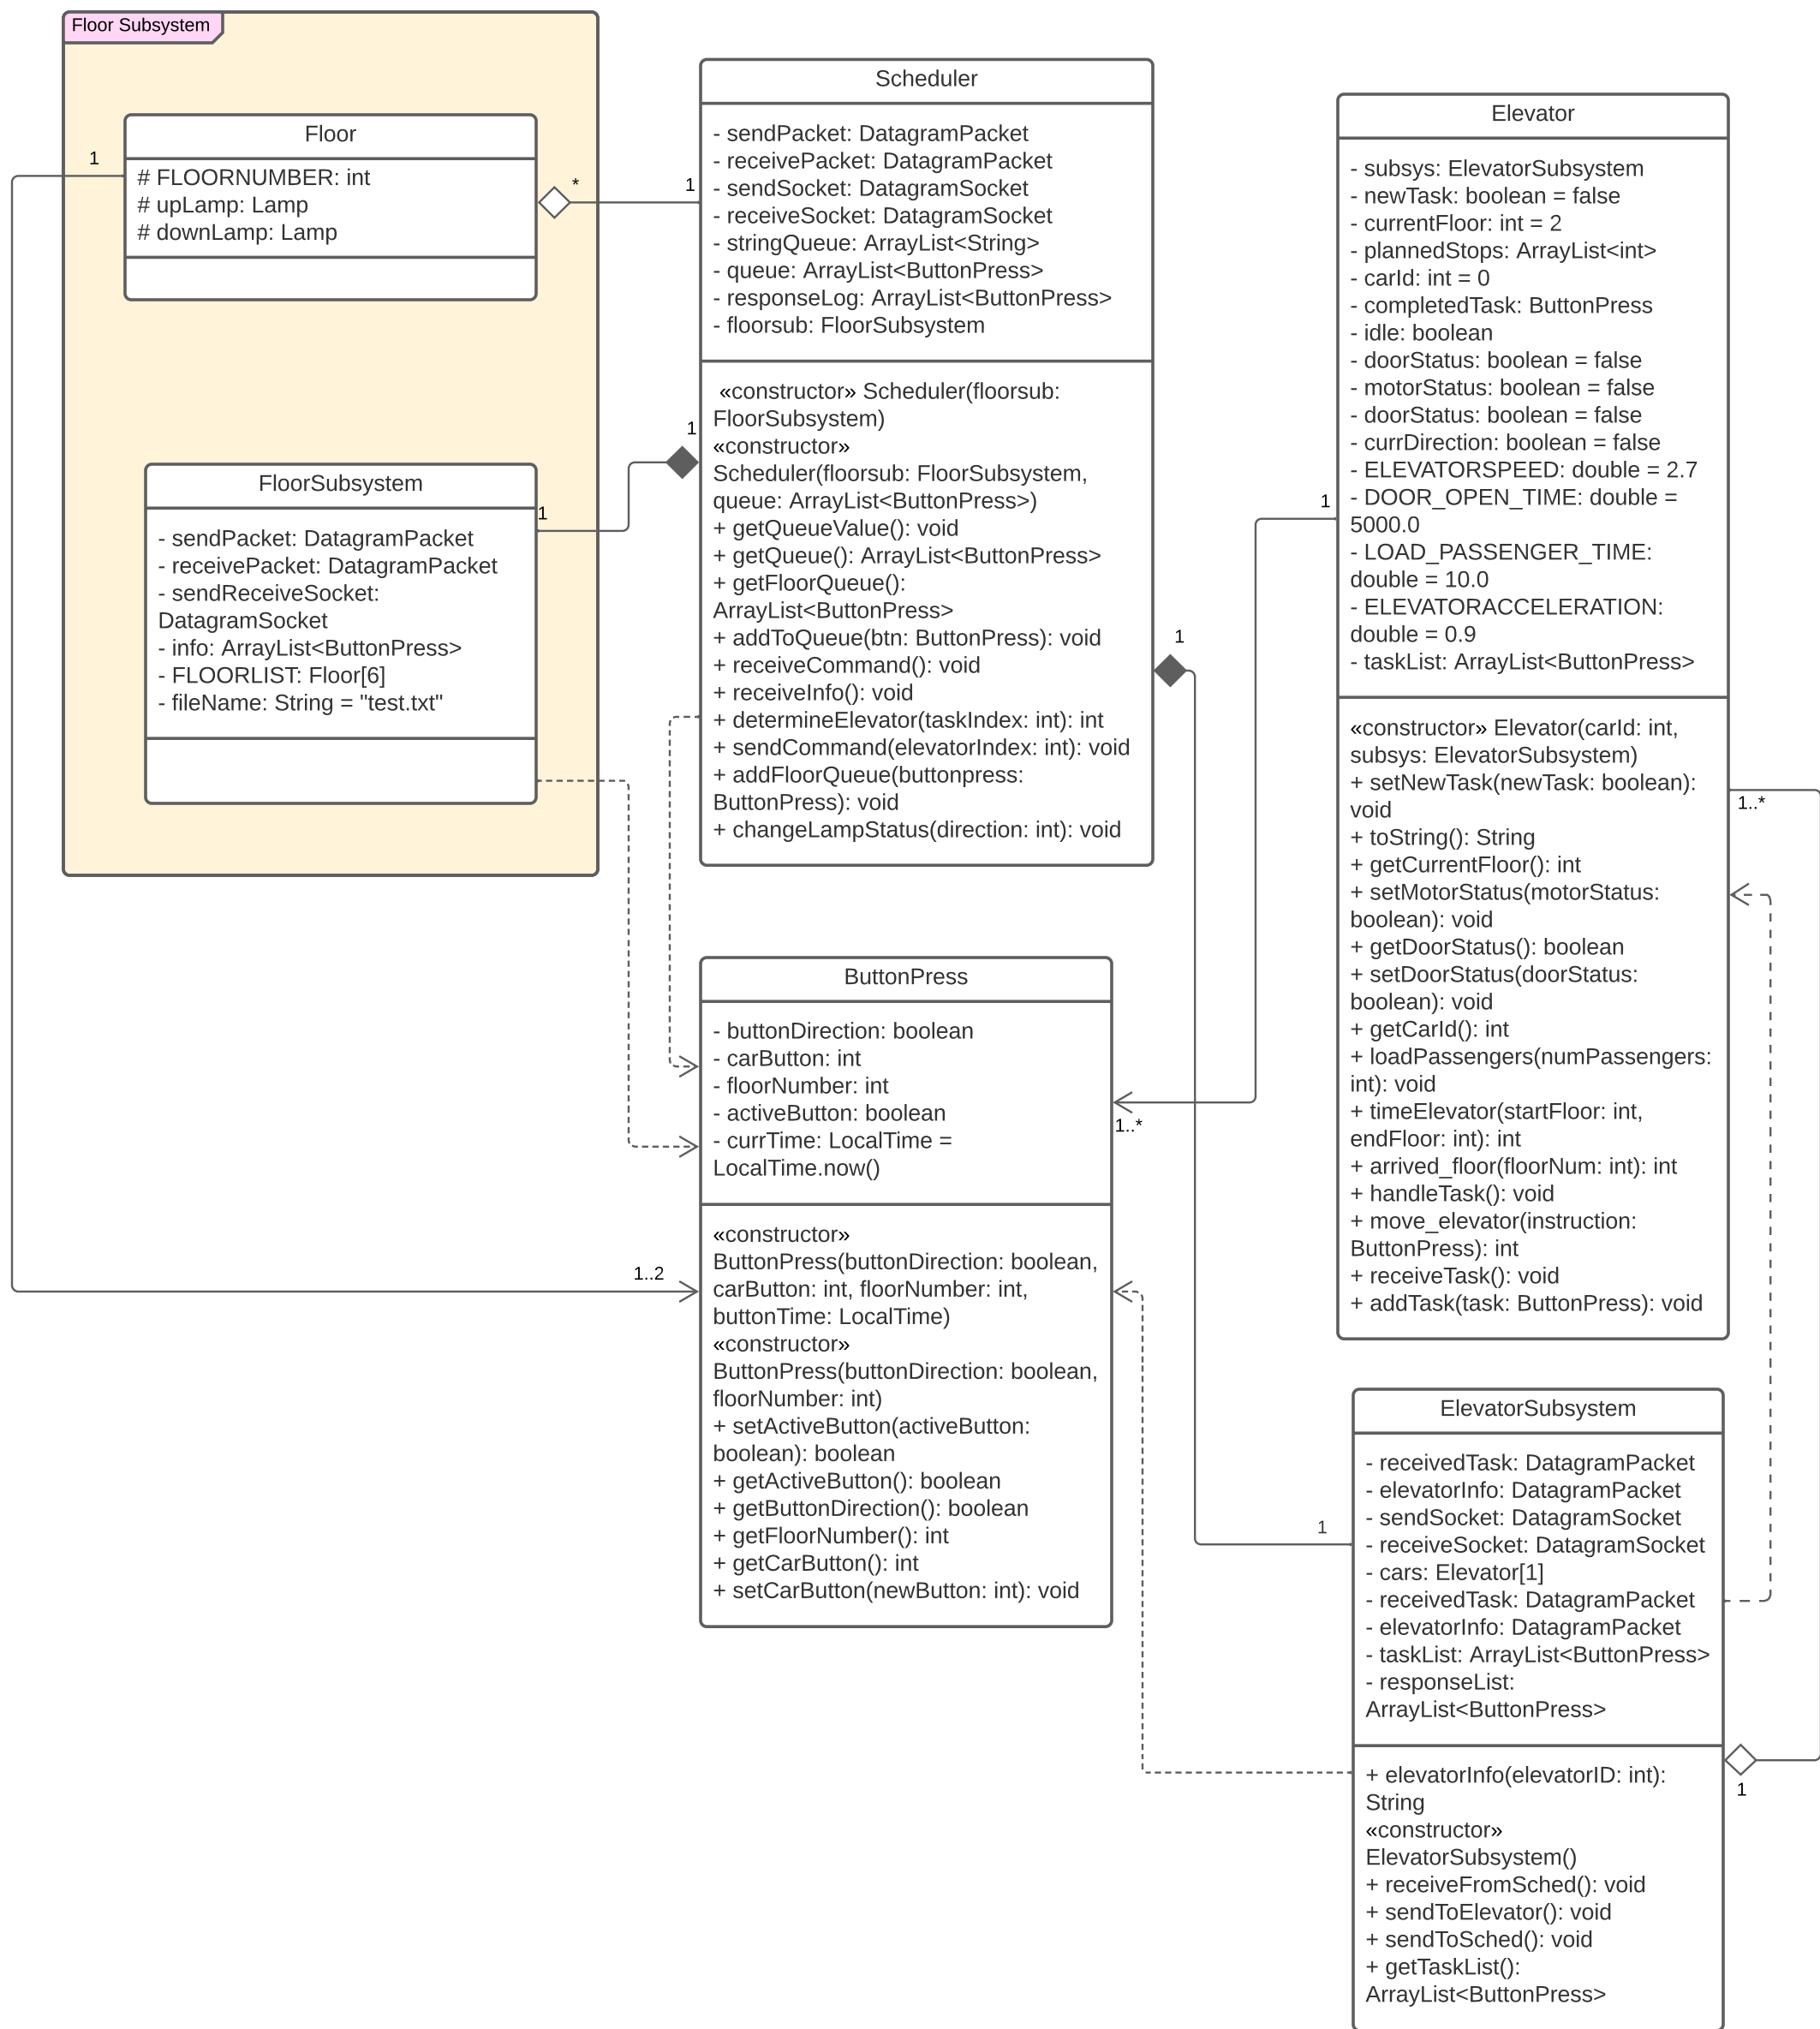 Floor Subsystem
Floor
# FLOORNUMBER: int
# upLamp: Lamp
# downLamp: Lamp
1
*
1
FloorSubsystem
- sendPacket: DatagramPacket
- receivePacket: DatagramPacket
- sendReceiveSocket:
DatagramSocket
- info: ArrayList<ButtonPress>
- FLOORLIST: Floor[6]
- fileName: String = "test.txt"
1
1
Scheduler
- sendPacket: DatagramPacket
- receivePacket: DatagramPacket
- sendSocket: DatagramSocket
- receiveSocket: DatagramSocket
- stringQueue: ArrayList<String>
- queue: ArrayList<ButtonPress>
- responseLog: ArrayList<ButtonPress>
- floorsub: FloorSubsystem
«constructor» Scheduler(floorsub:
FloorSubsystem)
«constructor»
Scheduler(floorsub: FloorSubsystem,
queue: ArrayList<ButtonPress>)
+ getQueueValue(): void
+ getQueue(): ArrayList<ButtonPress>
+ getFloorQueue():
ArrayList<ButtonPress>
+ addToQueue(btn: ButtonPress): void
+ receiveCommand(): void
+ receiveInfo(): void
+ determineElevator(taskIndex: int): int
+ sendCommand(elevatorIndex: int): void
+ addFloorQueue(buttonpress:
ButtonPress): void
+ changeLampStatus(direction: int): void
1
1
Elevator
- subsys: ElevatorSubsystem
- newTask: boolean = false
- currentFloor: int = 2
- plannedStops: ArrayList<int>
- carId: int = 0
- completedTask: ButtonPress
- idle: boolean
- doorStatus: boolean = false
- motorStatus: boolean = false
- doorStatus: boolean = false
- currDirection: boolean = false
- ELEVATORSPEED: double = 2.7
- DOOR_OPEN_TIME: double =
5000.0
- LOAD_PASSENGER_TIME:
double = 10.0
- ELEVATORACCELERATION:
double = 0.9
- taskList: ArrayList<ButtonPress>
«constructor» Elevator(carId: int,
subsys: ElevatorSubsystem)
+ setNewTask(newTask: boolean):
void
+ toString(): String
+ getCurrentFloor(): int
+ setMotorStatus(motorStatus:
boolean): void
+ getDoorStatus(): boolean
+ setDoorStatus(doorStatus:
boolean): void
+ getCarId(): int
+ loadPassengers(numPassengers:
int): void
+ timeElevator(startFloor: int,
endFloor: int): int
+ arrived_floor(floorNum: int): int
+ handleTask(): void
+ move_elevator(instruction:
ButtonPress): int
+ receiveTask(): void
+ addTask(task: ButtonPress): void
1..*
ButtonPress
- buttonDirection: boolean
- carButton: int
- floorNumber: int
- activeButton: boolean
- currTime: LocalTime =
LocalTime.now()
«constructor»
ButtonPress(buttonDirection: boolean,
carButton: int, floorNumber: int,
buttonTime: LocalTime)
«constructor»
ButtonPress(buttonDirection: boolean,
floorNumber: int)
+ setActiveButton(activeButton:
boolean): boolean
+ getActiveButton(): boolean
+ getButtonDirection(): boolean
+ getFloorNumber(): int
+ getCarButton(): int
+ setCarButton(newButton: int): void
1..*
1..2
1
ElevatorSubsystem
- receivedTask: DatagramPacket
- elevatorInfo: DatagramPacket
- sendSocket: DatagramSocket
- receiveSocket: DatagramSocket
- cars: Elevator[1]
- receivedTask: DatagramPacket
- elevatorInfo: DatagramPacket
- taskList: ArrayList<ButtonPress>
- responseList:
ArrayList<ButtonPress>
+ elevatorInfo(elevatorID: int):
String
«constructor»
ElevatorSubsystem()
+ receiveFromSched(): void
+ sendToElevator(): void
+ sendToSched(): void
+ getTaskList():
ArrayList<ButtonPress>
1